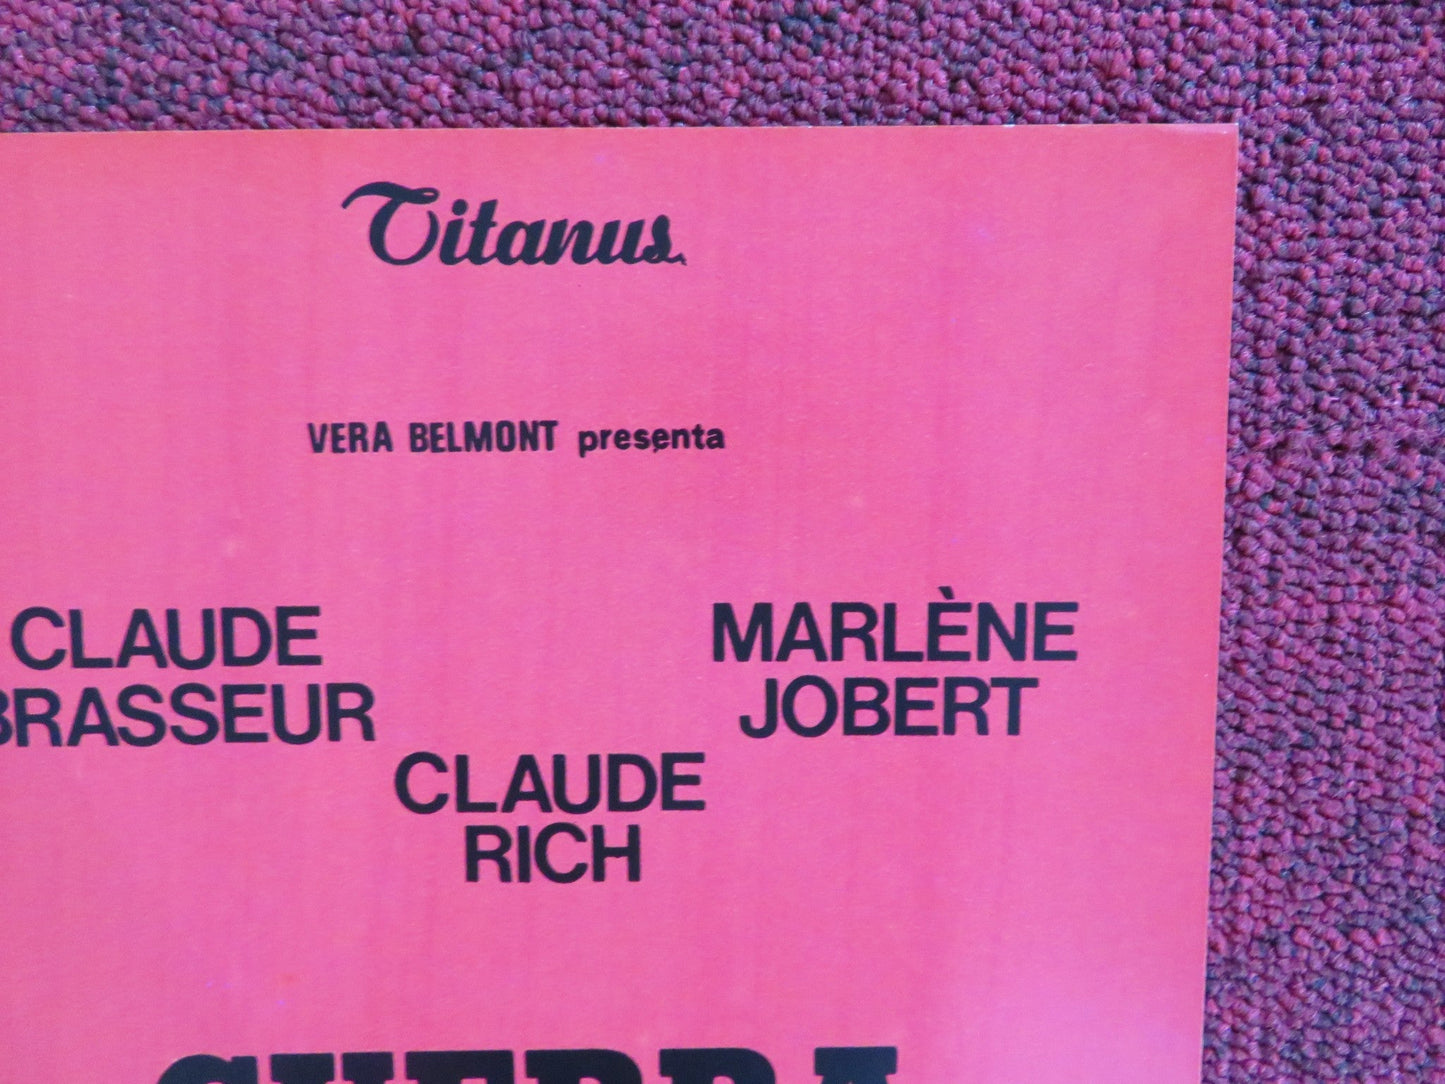 Titanus
VERA BELMONT presenta
CLAUDE
BRASSEUR
MARLÈNE
JOBERT
CLAUDE
RICH